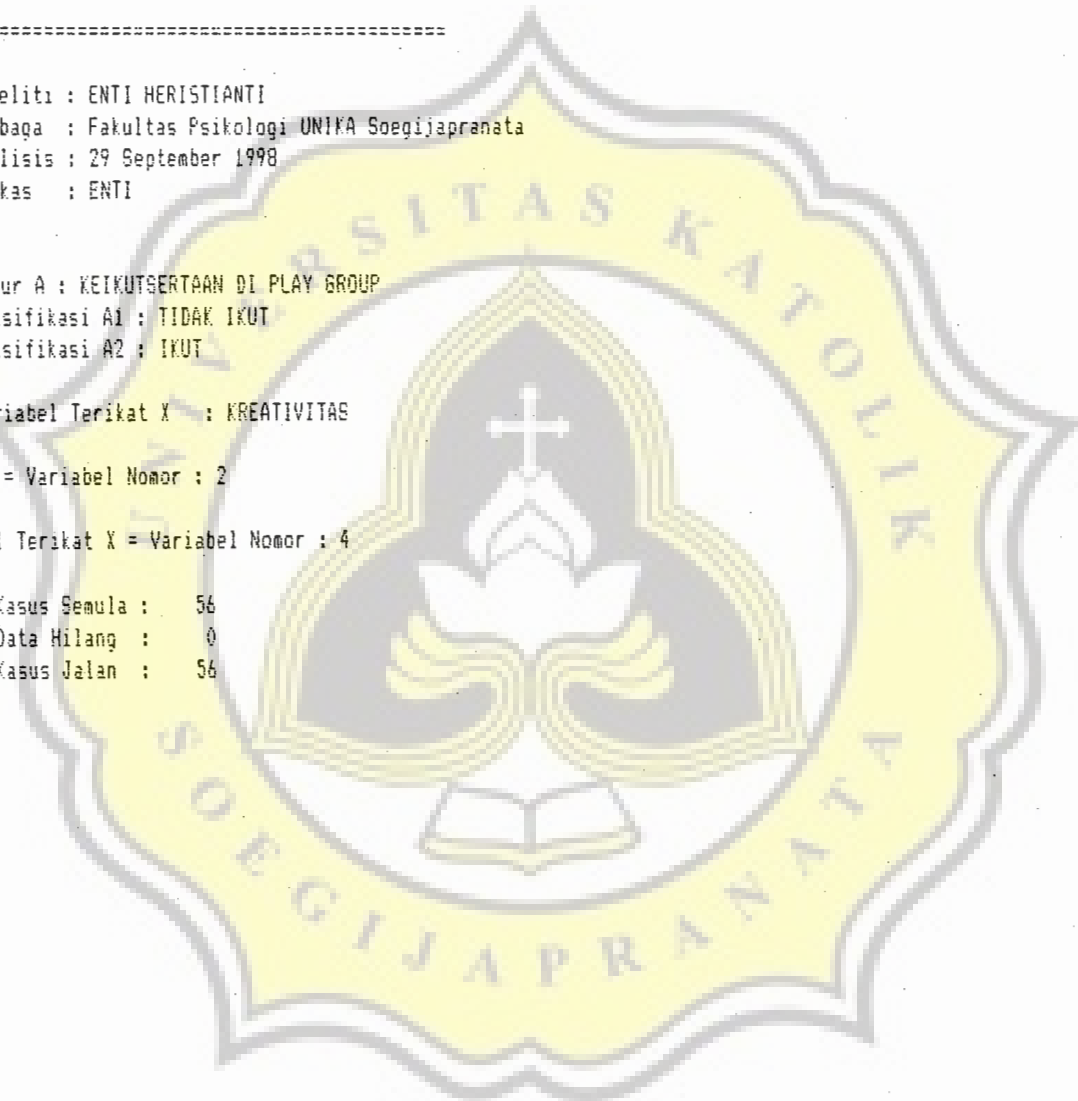 ========================================
eliti : ENTI HERISTIANTI
baga : Fakultas Psikologi UNIKA Soegijapranata
lisis : 29 September 1998
kas : ENTI
ur A : KEIKUTSERTAAN DI PLAY GROUP
sifikasi A1 : TIDAK IKUT
sifikasi A2 : IKUT
riabel Terikat X : KREATIVITAS
= Variabel Nomor : 2
l Terikat X = Variabel Nomor : 4
Kasus Semula : 56
Data Hilang : 0
Kasus Jalan : 56
UNIVERSITAS KATOLIK
SOEGIJAPRANATA